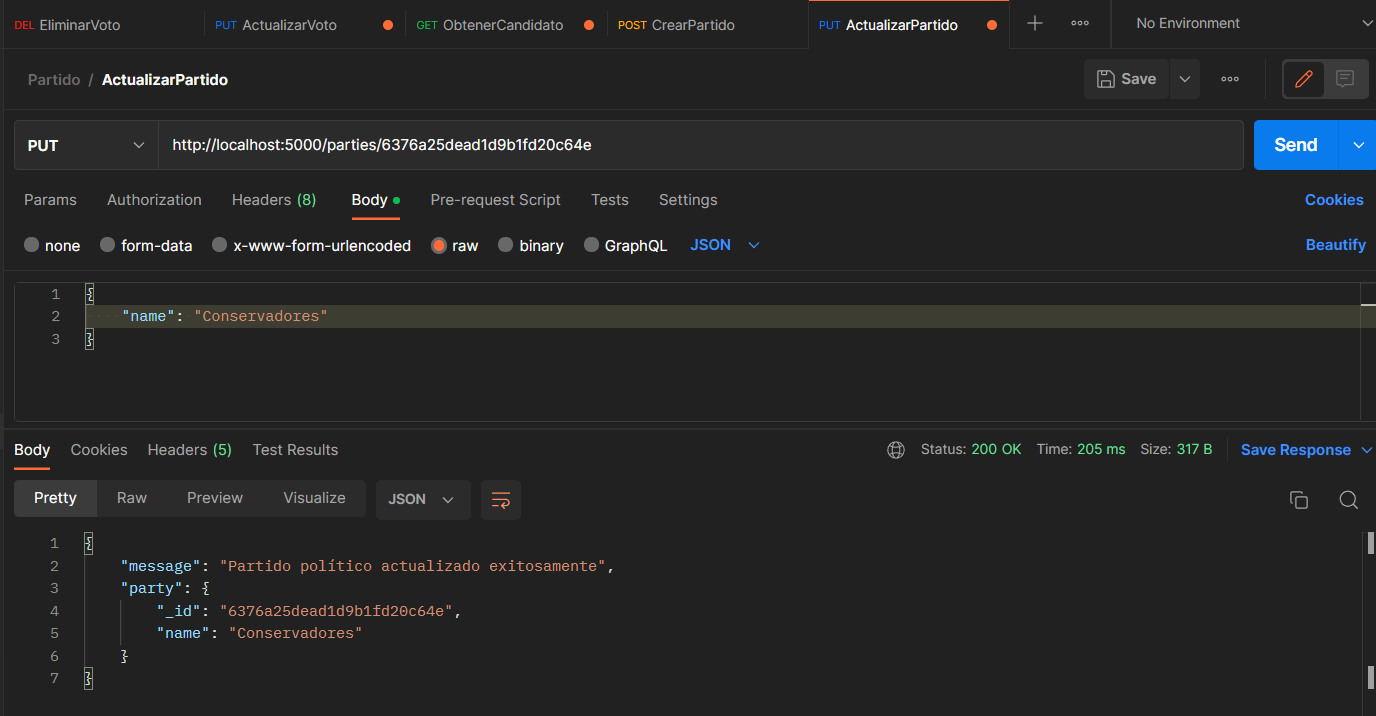 DEL EliminarVoto PUT ActualizarVoto GET ObtenerCandidato POST CrearPartido PUT ActualizarPartido No Environment
Partido / ActualizarPartido Save
PUT http://localhost:5000/parties/6376a25dead1d9b1fd20c64e Send
Params Authorization Headers (8) Body Pre-request Script Tests Settings Cookies
none form-data x-www-form-urlencoded raw binary GraphQL JSON Beautify
1 {
2 "name": "Conservadores"
3 }
Body Cookies Headers (5) Test Results Status: 200 OK Time: 205 ms Size: 317 B Save Response
Pretty Raw Preview Visualize JSON
1 {
2 "message": "Partido político actualizado exitosamente",
3 "party": {
4 "_id": "6376a25dead1d9b1fd20c64e",
5 "name": "Conservadores"
6 }
7 }